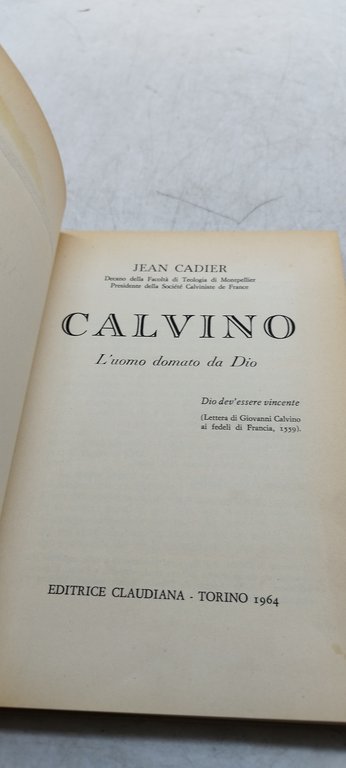 JEAN CADIER
Decano della Facoltà di Teologia di Montpellier
Presidente della Société Calviniste de France
CALVINO
L'uomo domato da Dio
Dio dev'essere vincente
(Lettera di Giovanni Calvino
ai fedeli di Francia, 1559).
EDITRICE CLAUDIANA - TORINO 1964